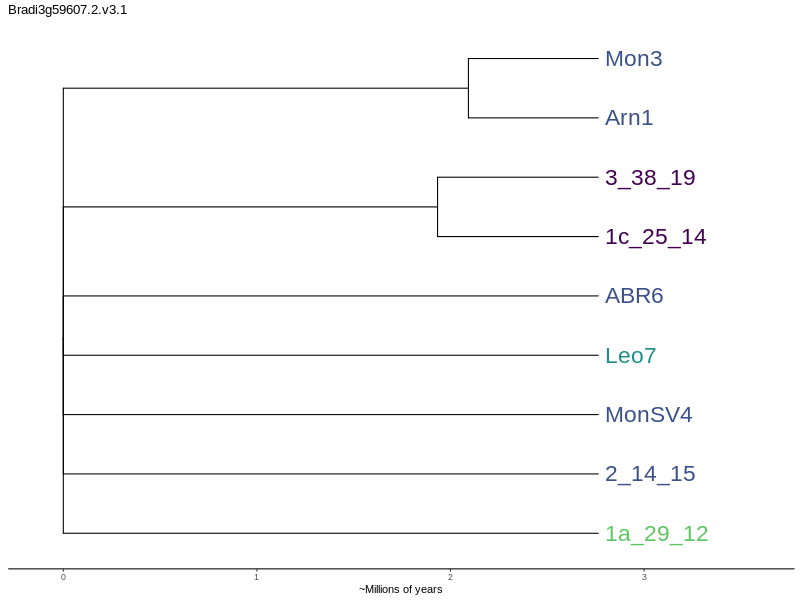 Bradi3g59607.2.v3.1
Mon3
Arn1
3_38_19
1c_25_14
ABR6
Leo7
MonSV4
2_14_15
1a_29_12
0 1 2 3
~Millions of years